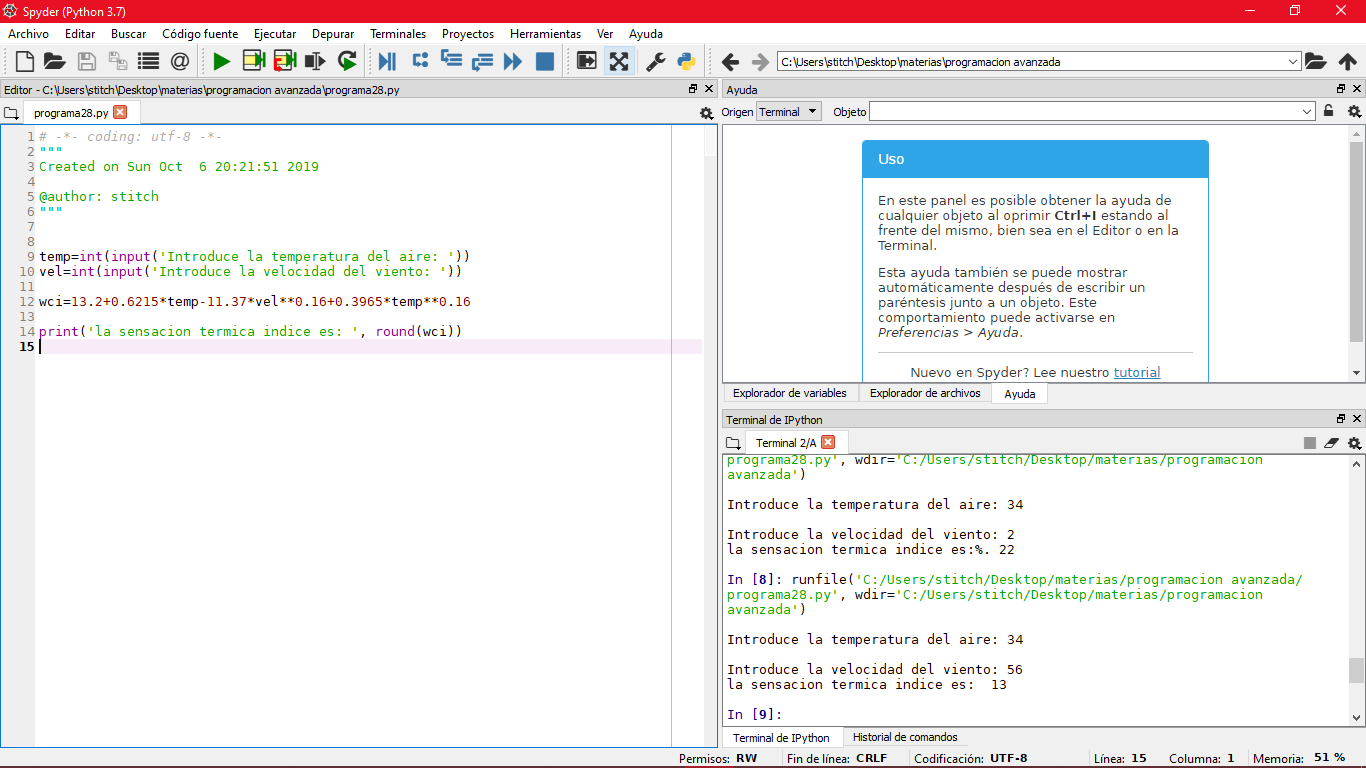 Spyder (Python 3.7)
Archivo Editar Buscar Código fuente Ejecutar Depurar Terminales Proyectos Herramientas Ver Ayuda
C:\Users\stitch\Desktop\materias\programacion avanzada
Editor - C:\Users\stitch\Desktop\materias\programacion avanzada\programa28.py
programa28.py
1 # -*- coding: utf-8 -*-
2 """
3 Created on Sun Oct  6 20:21:51 2019
4
5 @author: stitch
6 """
7
8
9 temp=int(input('Introduce la temperatura del aire: '))
10 vel=int(input('Introduce la velocidad del viento: '))
11
12 wci=13.2+0.6215*temp-11.37*vel**0.16+0.3965*temp**0.16
13
14 print('la sensacion termica indice es: ', round(wci))
15
Ayuda
Origen Terminal Objeto
Uso
En este panel es posible obtener la ayuda de
cualquier objeto al oprimir Ctrl+I estando al
frente del mismo, bien sea en el Editor o en la
Terminal.
Esta ayuda también se puede mostrar
automáticamente después de escribir un
paréntesis junto a un objeto. Este
comportamiento puede activarse en
Preferencias > Ayuda.
Nuevo en Spyder? Lee nuestro tutorial
Explorador de variables Explorador de archivos Ayuda
Terminal de IPython
Terminal 2/A
programa28.py', wdir='C:/Users/stitch/Desktop/materias/programacion
avanzada')
Introduce la temperatura del aire: 34
Introduce la velocidad del viento: 2
la sensacion termica indice es:%. 22
In [8]: runfile('C:/Users/stitch/Desktop/materias/programacion avanzada/
programa28.py', wdir='C:/Users/stitch/Desktop/materias/programacion
avanzada')
Introduce la temperatura del aire: 34
Introduce la velocidad del viento: 56
la sensacion termica indice es:  13
In [9]:
Terminal de IPython Historial de comandos
Permisos: RW Fin de línea: CRLF Codificación: UTF-8 Línea: 15 Columna: 1 Memoria: 51 %